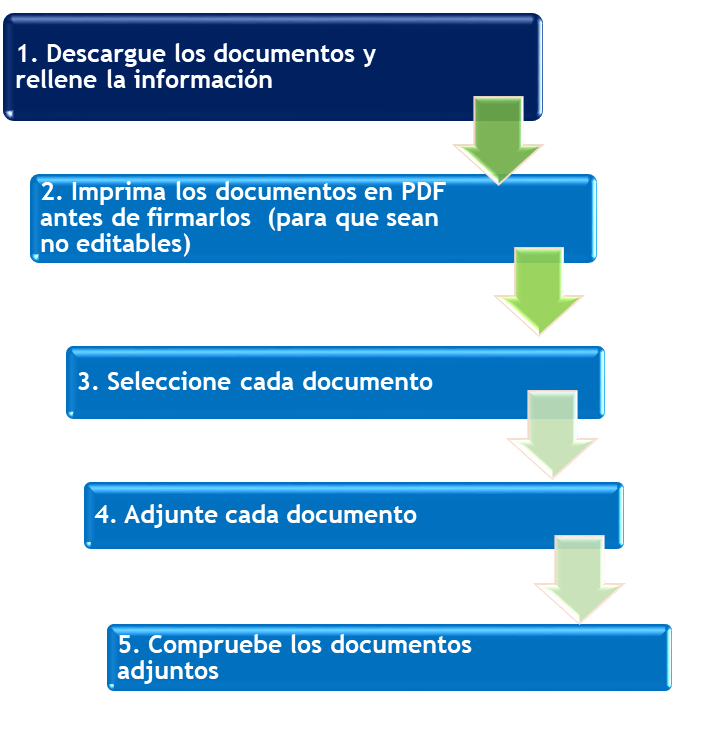 1. Descargue los documentos y
rellene la información
2. Imprima los documentos en PDF
antes de firmarlos  (para que sean
no editables)
3. Seleccione cada documento
4. Adjunte cada documento
5. Compruebe los documentos
adjuntos